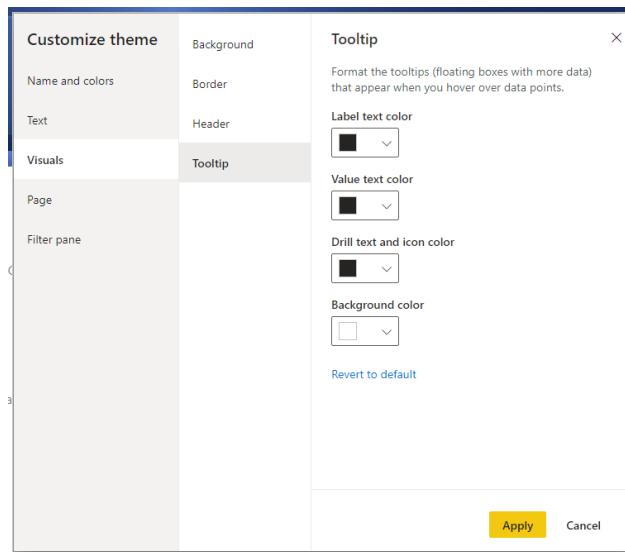 Customize theme
Name and colors
Text
Visuals
Page
Filter pane
Background
Border
Header
Tooltip
Tooltip
Format the tooltips (floating boxes with more data)
that appear when you hover over data points.
Label text color
Value text color
Drill text and icon color
Background color
Revert to default
Apply
Cancel